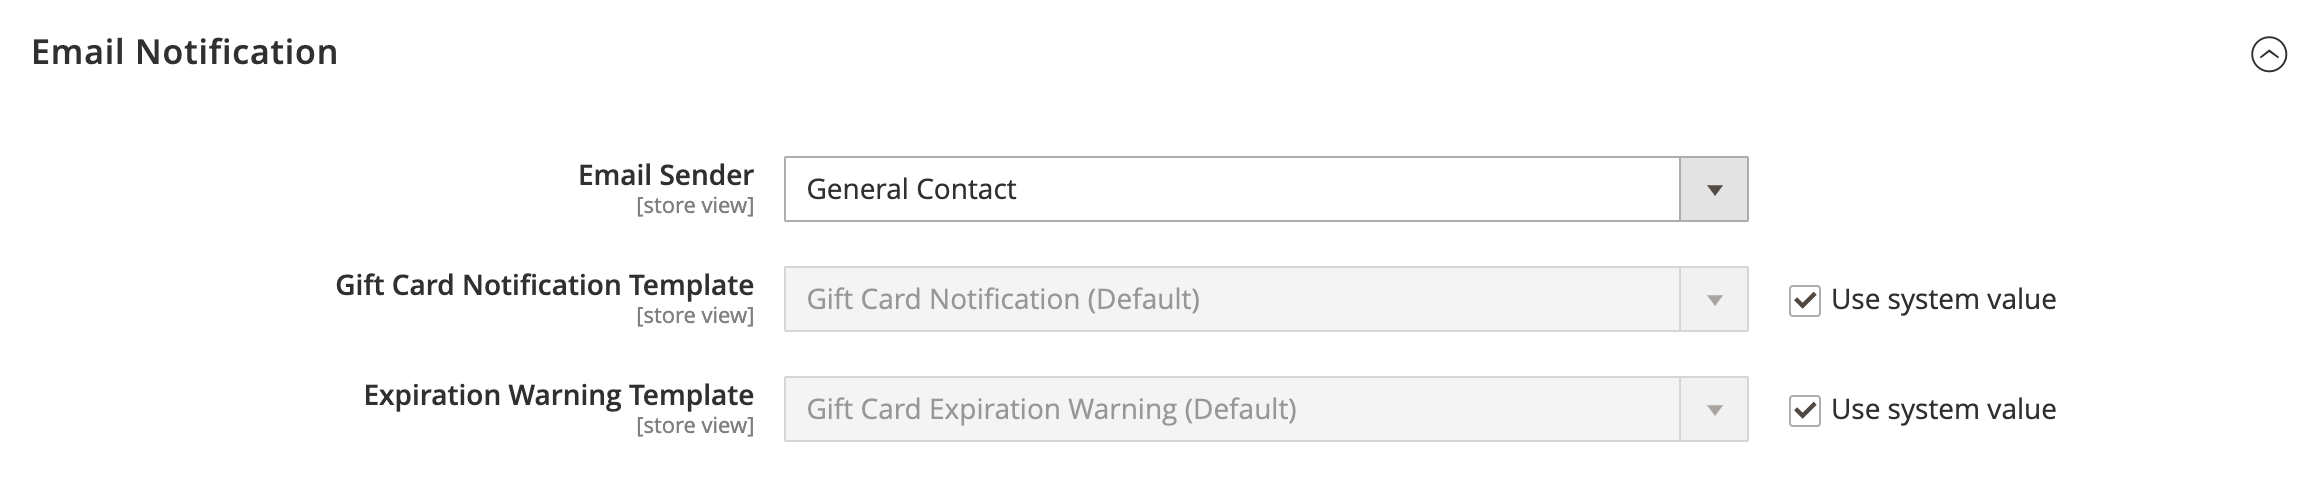 Email Notification
Email Sender
[store view]
General Contact
Gift Card Notification Template
[store view]
Gift Card Notification (Default)
Use system value
Expiration Warning Template
[store view]
Gift Card Expiration Warning (Default)
Use system value